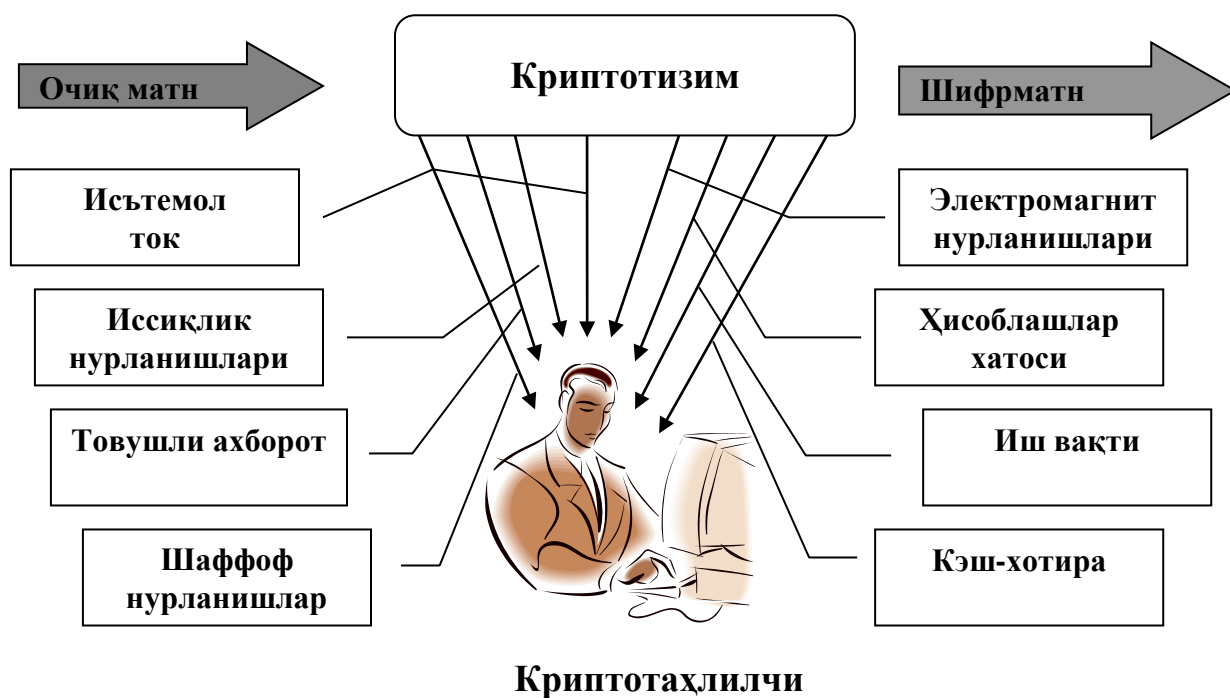 Криптотизим
Очиқ матн
Шифрматн
Исътемол
ток
Электромагнит
нурланишлари
Иссиқлик
нурланишлари
Ҳисоблашлар
хатоси
Товушли ахборот
Иш вақти
Шаффоф
нурланишлар
Кэш-хотира
Криптотаҳлилчи